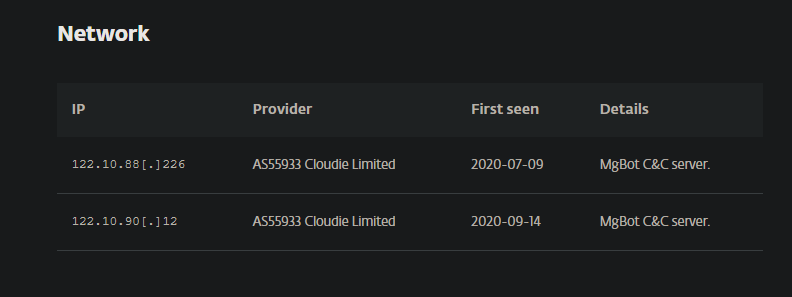 Network
IP Provider First seen Details
122.10.88[.]226 AS55933 Cloudie Limited 2020-07-09 MgBot C&C server.
122.10.90[.]12 AS55933 Cloudie Limited 2020-09-14 MgBot C&C server.